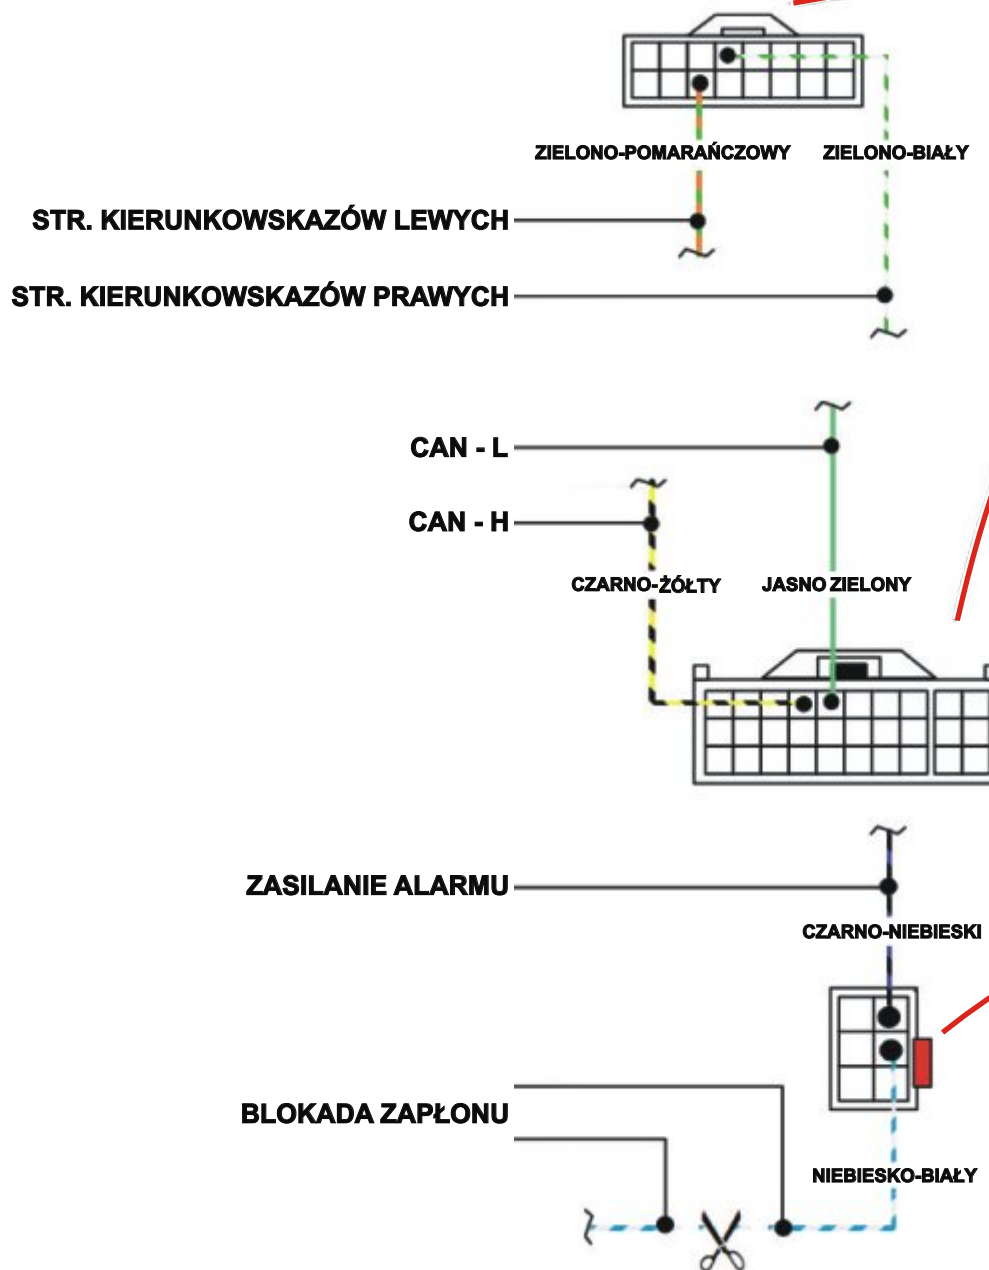 ZIELONO-POMARAŃCZOWY
ZIELONO-BIAŁY
STR. KIERUNKOWSKAZÓW LEWYCH
STR. KIERUNKOWSKAZÓW PRAWYCH
CAN - L
CAN - H
CZARNO-ŻÓŁTY
JASNO ZIELONY
ZASILANIE ALARMU
CZARNO-NIEBIESKI
BLOKADA ZAPŁONU
NIEBIESKO-BIAŁY